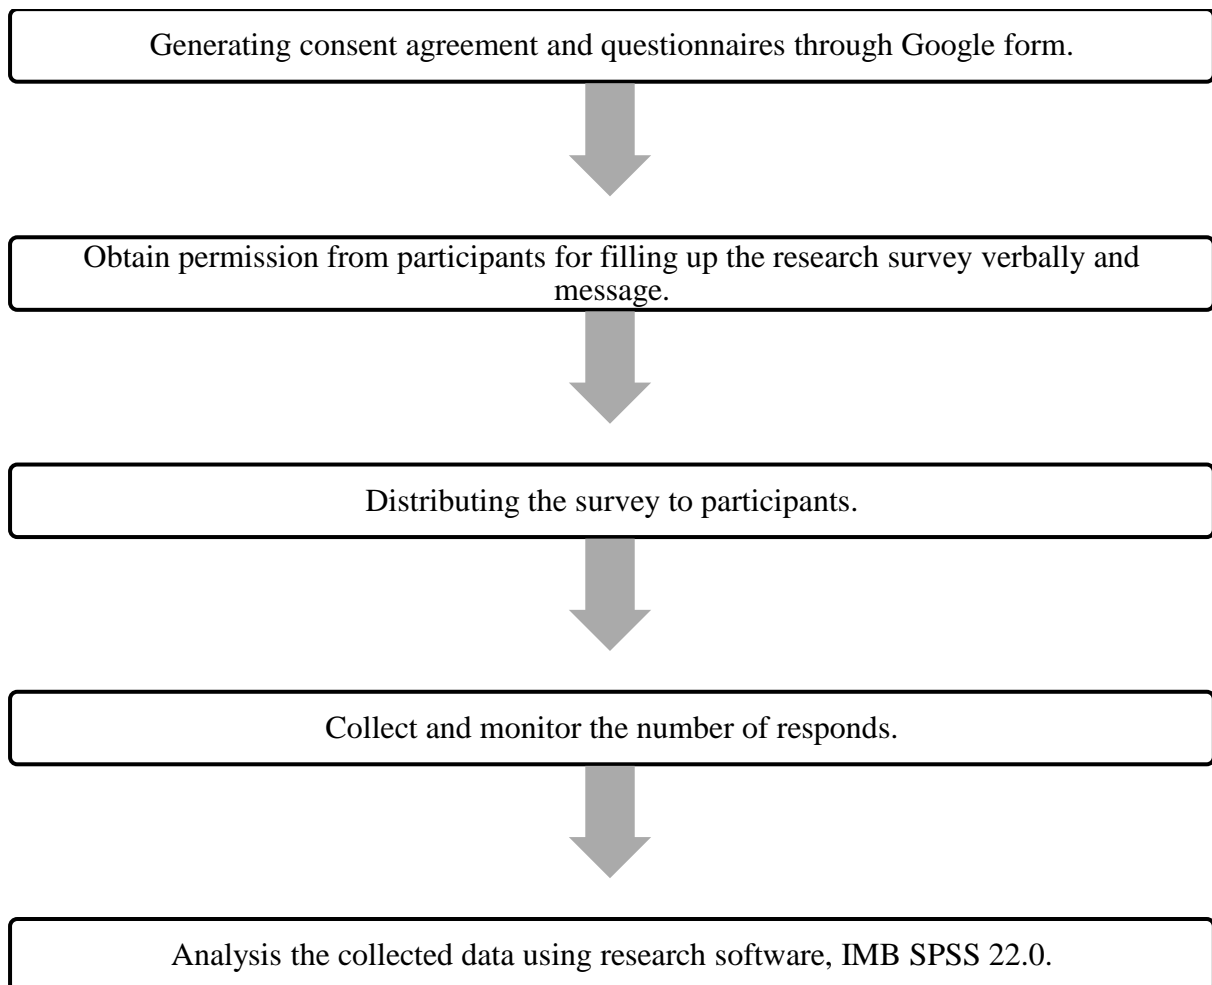 Generating consent agreement and questionnaires through Google form.
Obtain permission from participants for filling up the research survey verbally and
message.
Distributing the survey to participants.
Collect and monitor the number of responds.
Analysis the collected data using research software, IMB SPSS 22.0.